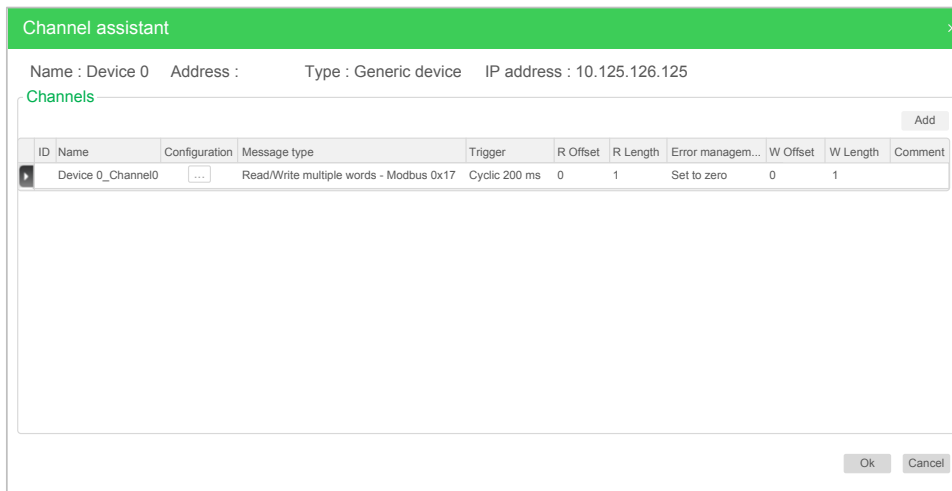 Channel assistant
Name : Device 0 Address : Type : Generic device IP address : 10.125.126.125
Channels
Add
ID Name Configuration Message type Trigger R Offset R Length Error managem... W Offset W Length Comment
Device 0_Channel0 ... Read/Write multiple words - Modbus 0x17 Cyclic 200 ms 0 1 Set to zero 0 1
Ok Cancel